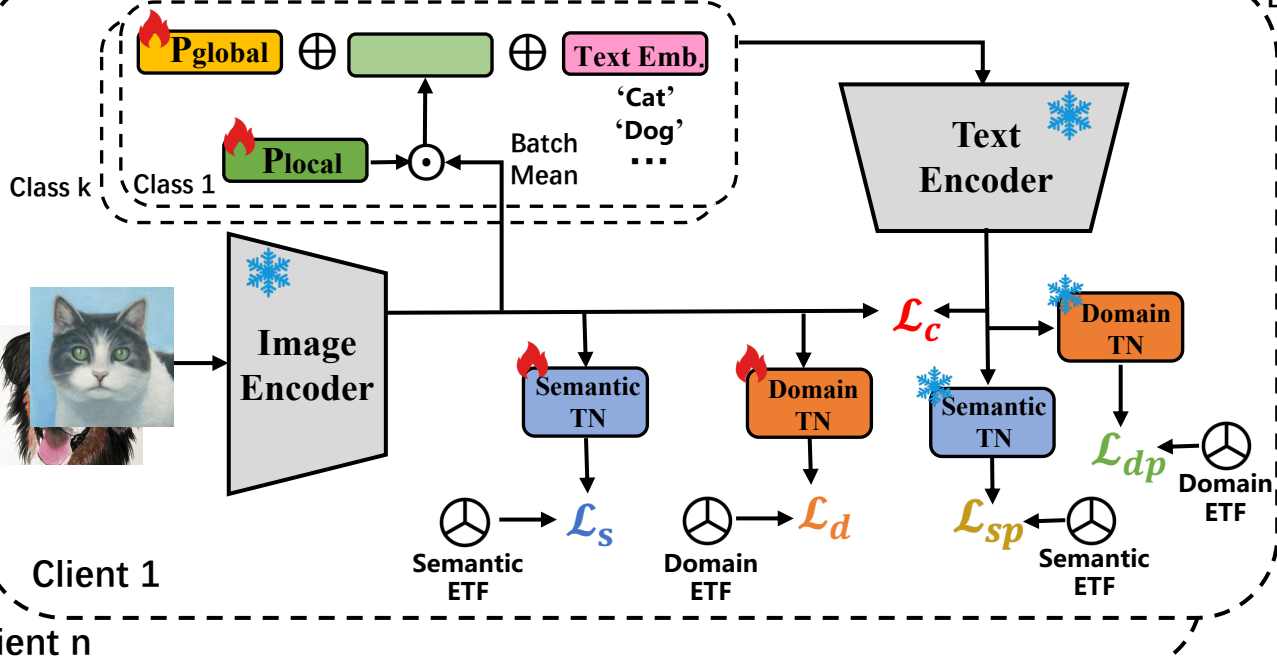 Pglobal
Text Emb.
‘Cat’
‘Dog’
...
Plocal
Batch
Mean
Class k
Class 1
Text
Encoder
Image
Encoder
ℒc
Domain
TN
Semantic
TN
Domain
TN
Semantic
TN
ℒdp
Domain
ETF
ℒs
ℒd
ℒsp
Semantic
ETF
Domain
ETF
Semantic
ETF
Client 1
ient n